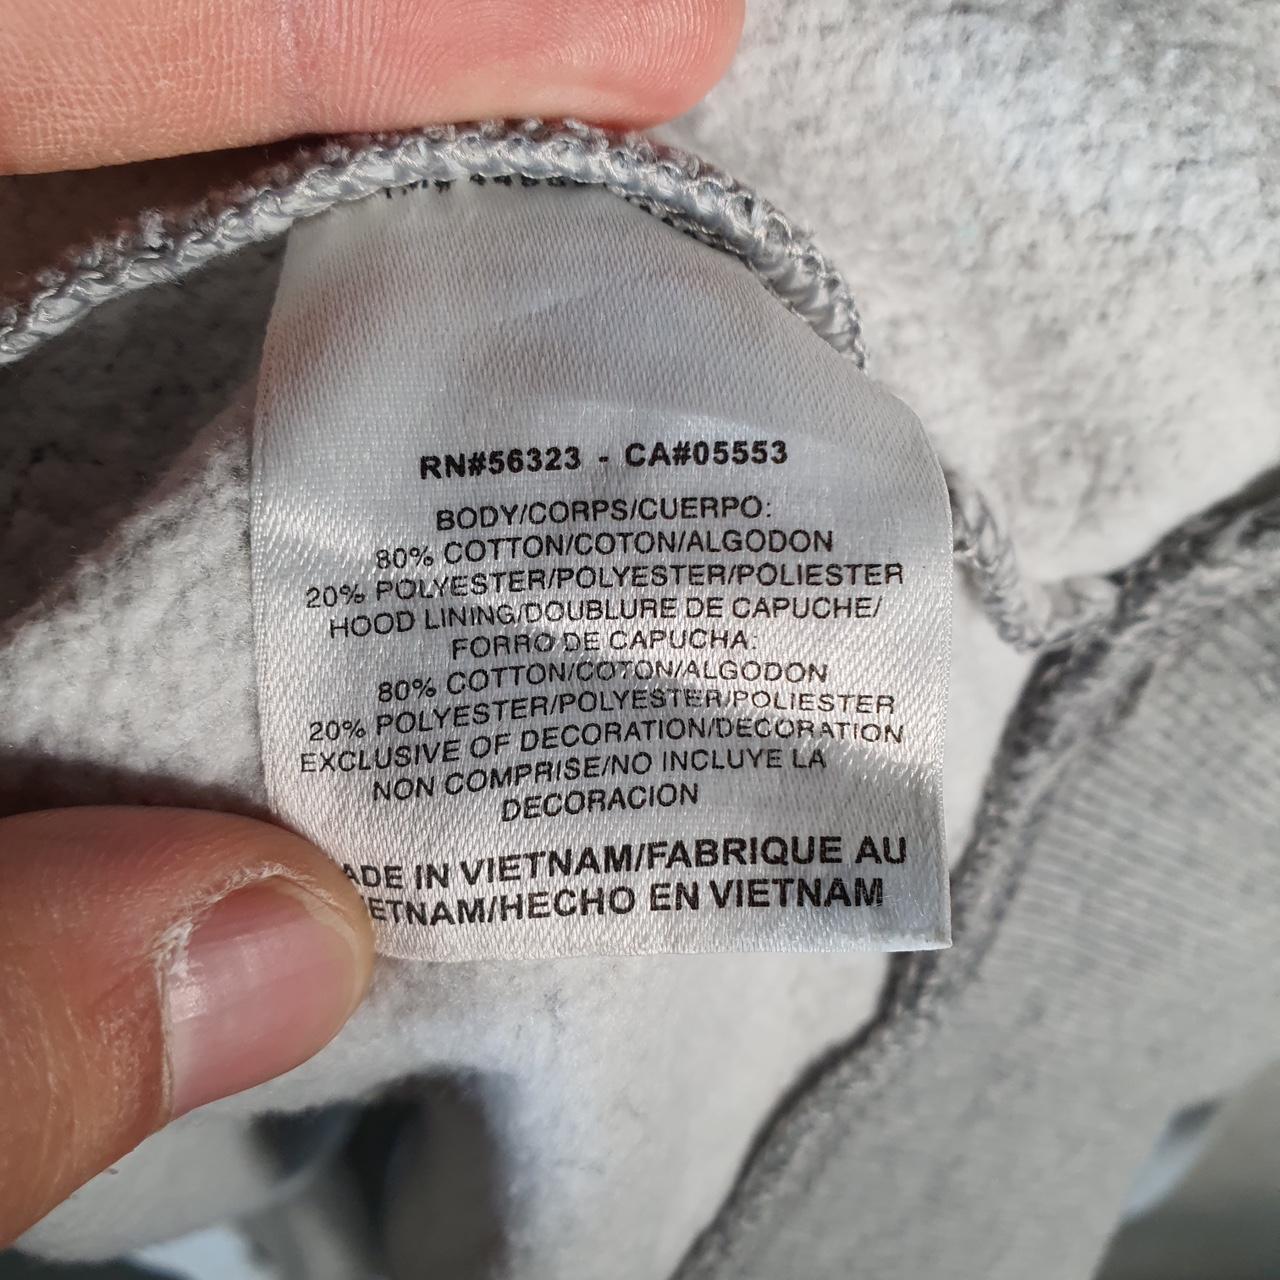 RN#56323 - CA#05553
BODY/CORPS/CUERPO:
80% COTTON/COTON/ALGODON
20% POLYESTER/POLYESTER/POLIESTER
HOOD LINING/DOUBLURE DE CAPUCHE/
FORRO DE CAPUCHA:
80% COTTON/COTON/ALGODON
20% POLYESTER/POLYESTER/POLIESTER
EXCLUSIVE OF DECORATION/DECORATION
NON COMPRISE/NO INCLUYE LA
DECORACION
ADE IN VIETNAM/FABRIQUE AU
ETNAM/HECHO EN VIETNAM